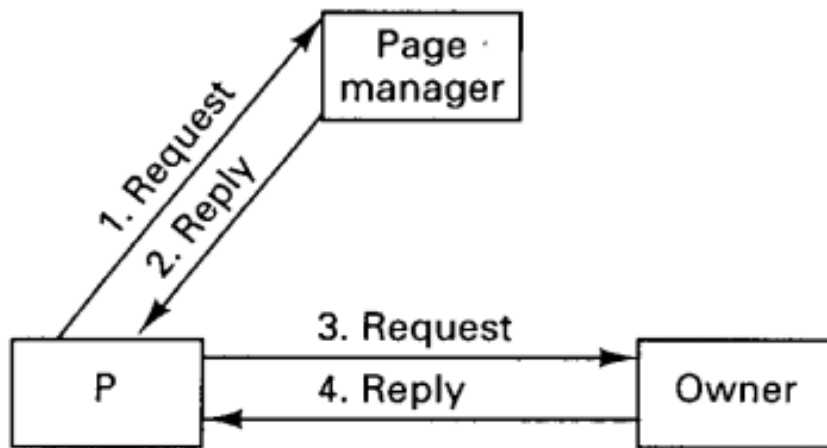 Page
manager
1. Request
2. Reply
3. Request
P
4. Reply
Owner